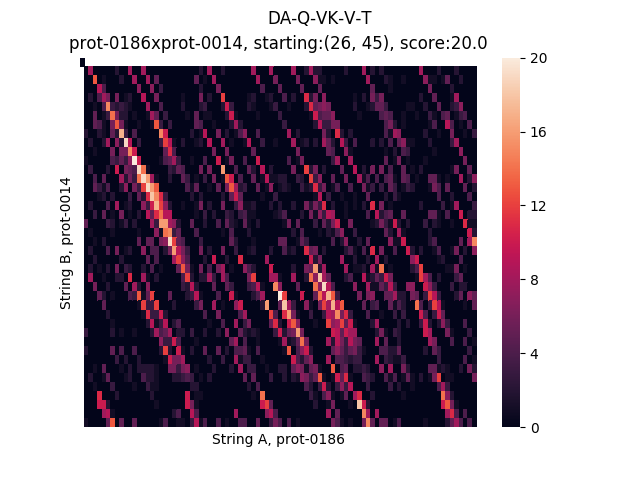 DA-Q-VK-V-T
prot-0186xprot-0014, starting:(26, 45), score:20.0
String B, prot-0014
String A, prot-0186
20
16
12
8
4
0